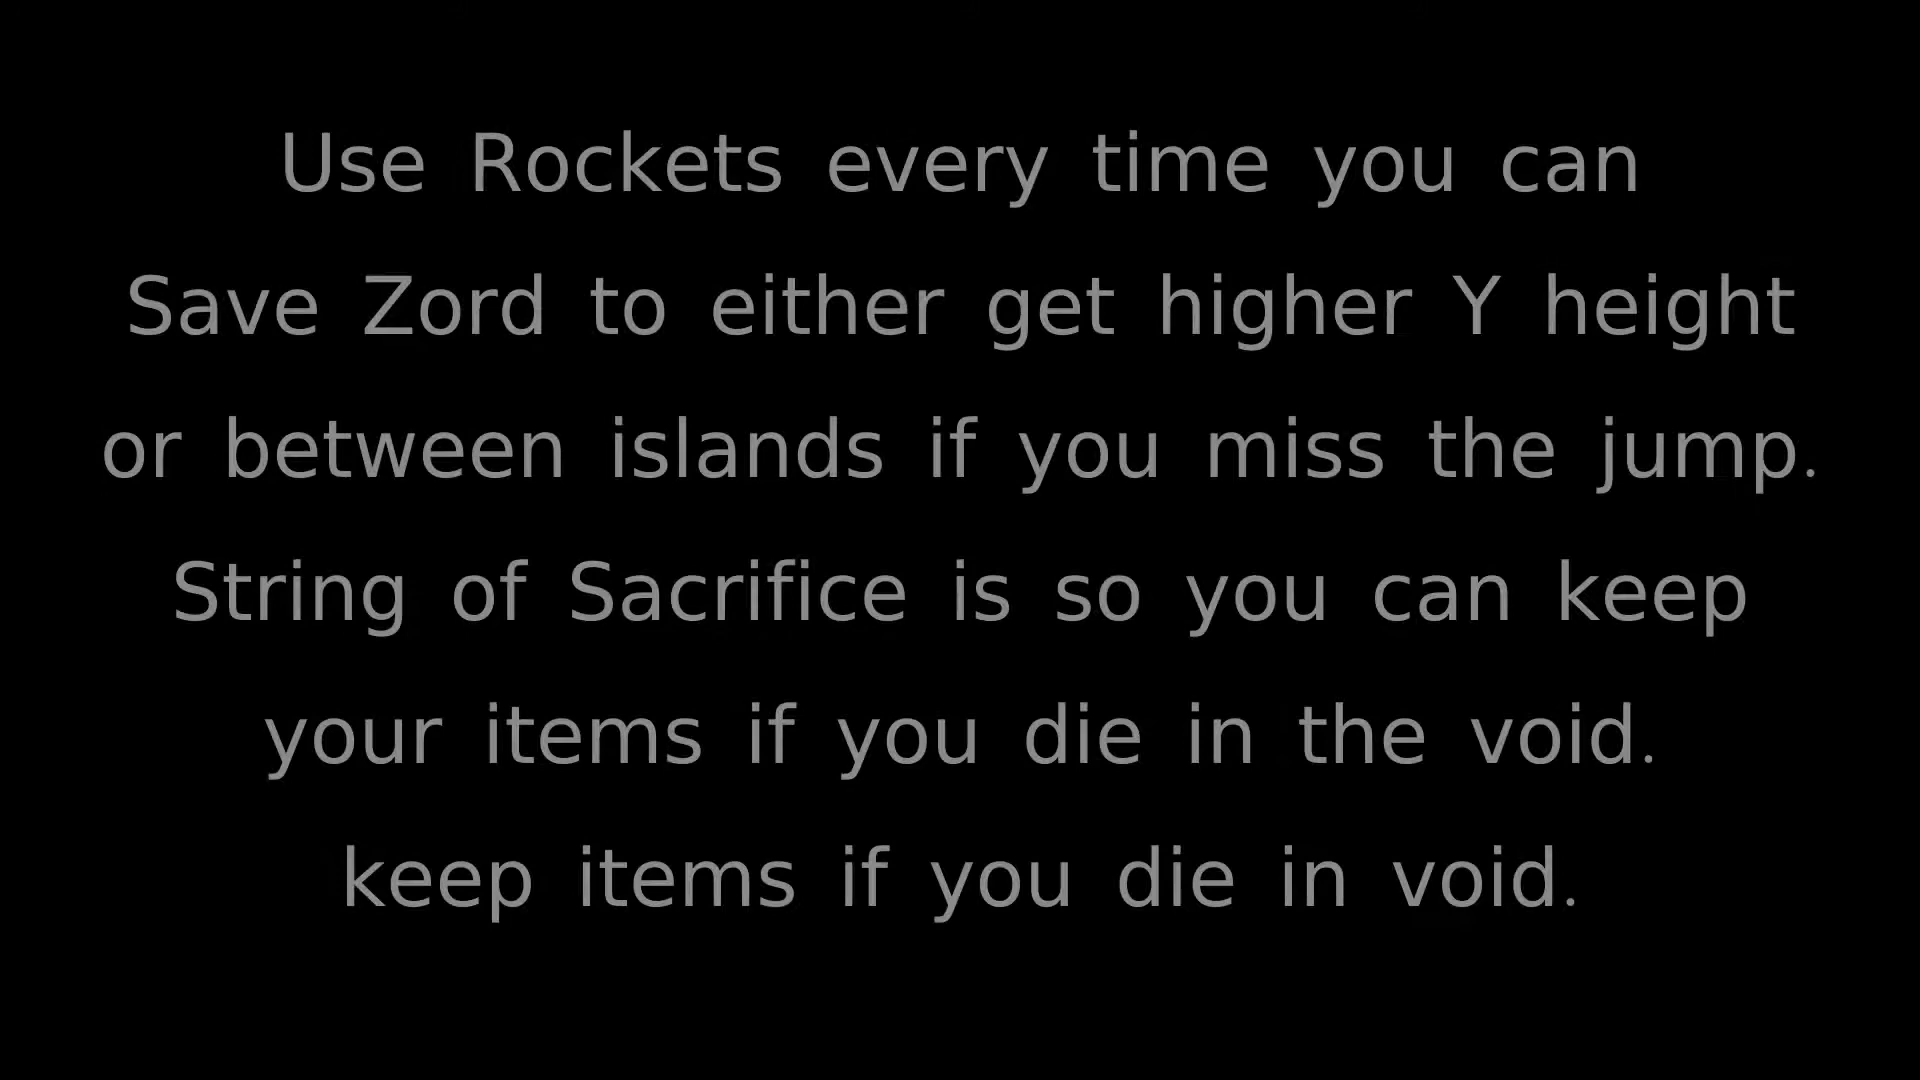 Use Rockets every time you can
Save Zord to either get higher Y height
or between islands if you miss the jump.
String of Sacrifice is so you can keep
your items if you die in the void.
keep items if you die in void.